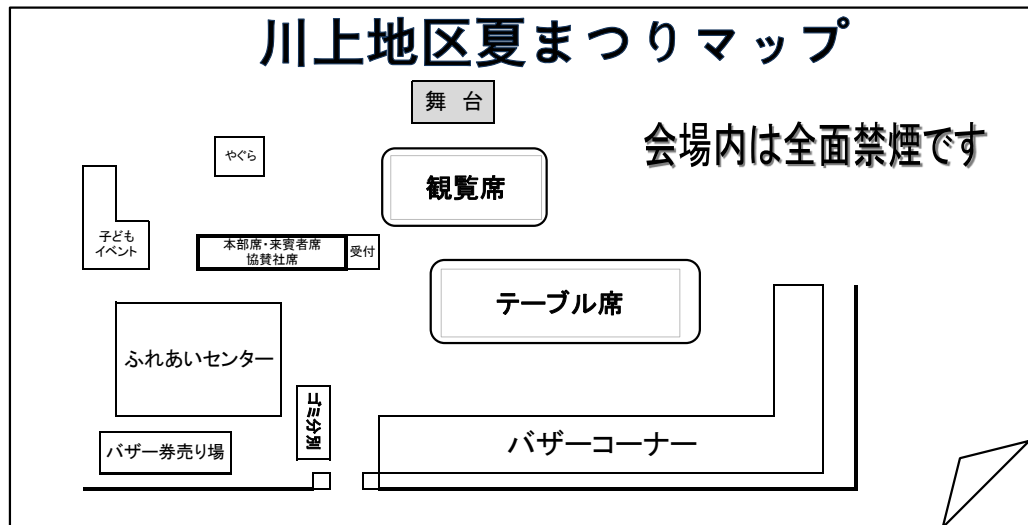 川上地区夏まつりマップ
舞 台
会場内は全面禁煙です
やぐら
観覧席
子ども
イベント
本部席・来賓者席
協賛社席
受付
テーブル席
ふれあいセンター
ゴミ分別
バザー券売り場
バザーコーナー